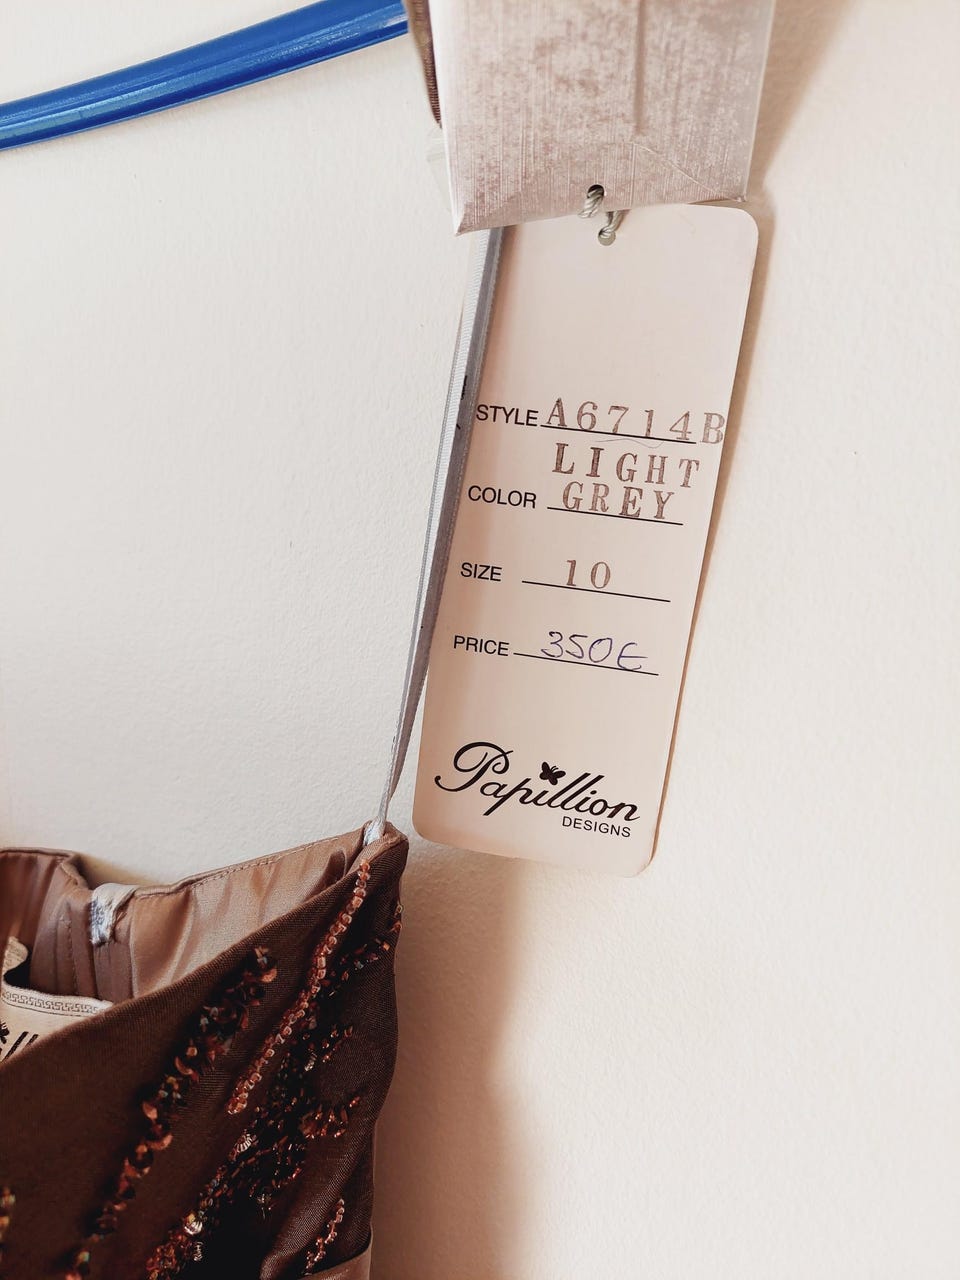 STYLE A6714B
LIGHT
COLOR GREY
SIZE 10
PRICE 350€
Papillion
DESIGNS